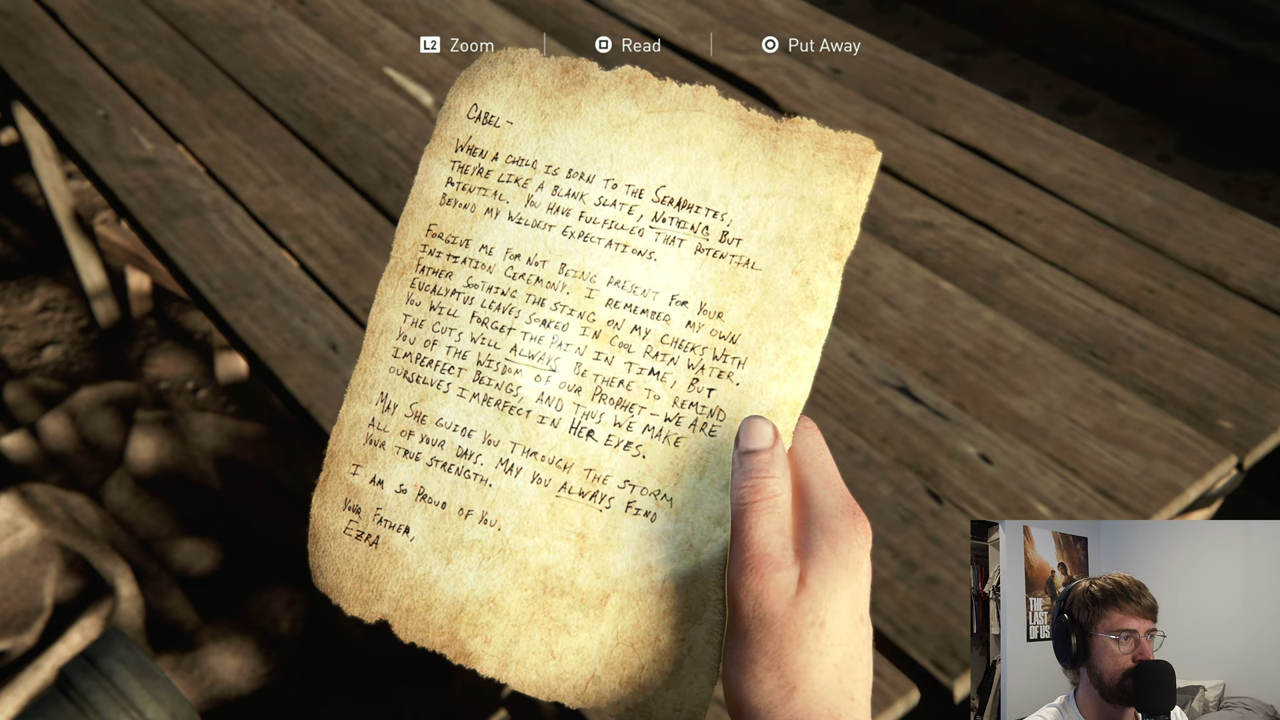 L2 Zoom
Read
Put Away
CABEL-
WHEN A CHILD IS BORN TO THE SERAPHITES,
THEY'RE LIKE A BLANK SLATE, NOTHING BUT
POTENTIAL. YOU HAVE FULFILLED THAT POTENTIAL
BEYOND MY WILDEST EXPECTATIONS.
FORGIVE ME FOR NOT BEING PRESENT FOR YOUR
INITIATION CEREMONY. I REMEMBER MY OWN
FATHER SOOTHING THE STING ON MY CHEEKS WITH
EUCALYPTUS LEAVES SOAKED IN COOL RAIN WATER.
YOU WILL FORGET THE PAIN IN TIME, BUT
THE CUTS WILL ALWAYS BE THERE TO REMIND
YOU OF THE WISDOM OF OUR PROPHET - WE ARE
IMPERFECT BEINGS, AND THUS WE MAKE
OURSELVES IMPERFECT IN HER EYES.
MAY SHE GUIDE YOU THROUGH THE STORM
ALL OF YOUR DAYS. MAY YOU ALWAYS FIND
YOUR TRUE STRENGTH.
I AM SO PROUD OF YOU.
YOUR FATHER,
EZRA
THE
LAST
OF US